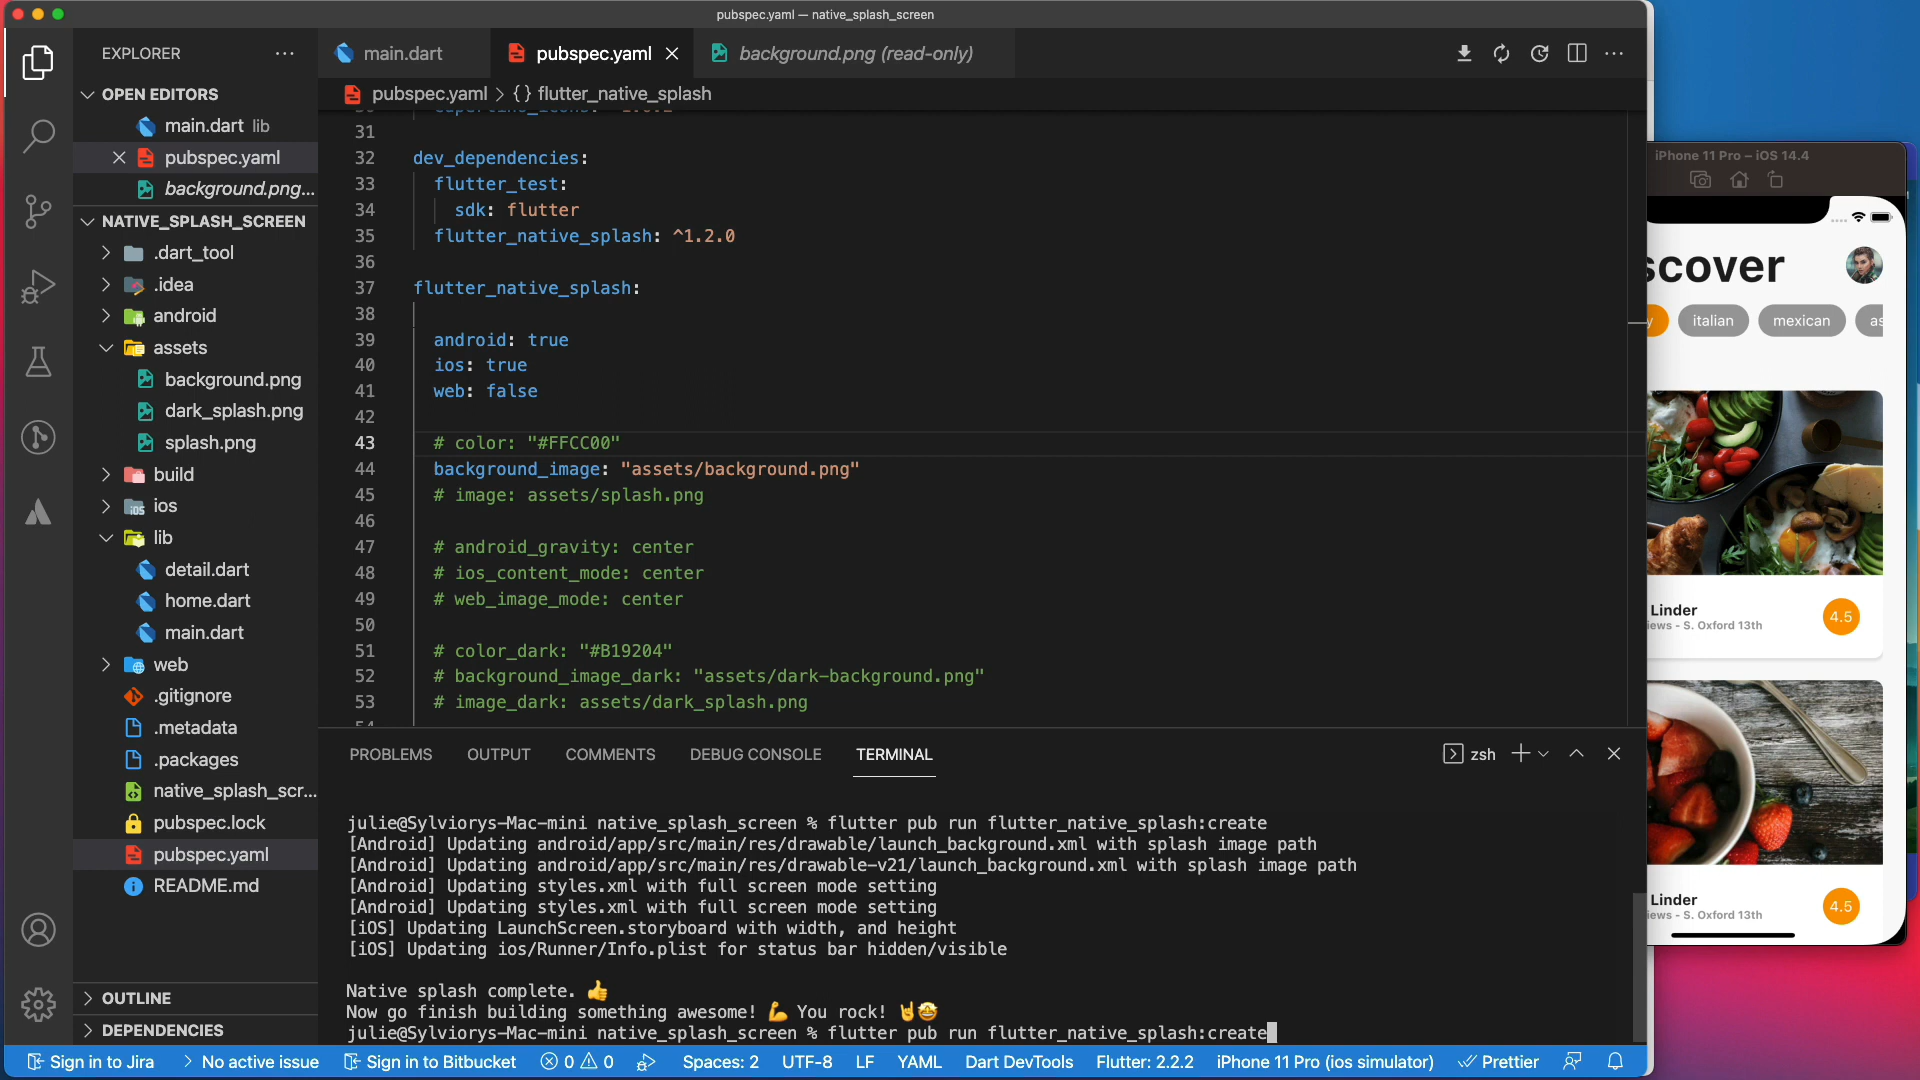 pubspec.yaml — native_splash_screen
EXPLORER
main.dart
pubspec.yaml
background.png (read-only)
OPEN EDITORS
pubspec.yaml > {} flutter_native_splash
main.dart lib
pubspec.yaml
background.png...
NATIVE_SPLASH_SCREEN
.dart_tool
.idea
android
assets
background.png
dark_splash.png
splash.png
build
ios
lib
detail.dart
home.dart
main.dart
web
.gitignore
.metadata
.packages
native_splash_scr...
pubspec.lock
pubspec.yaml
README.md
OUTLINE
DEPENDENCIES
31
32 dev_dependencies:
33 flutter_test:
34 sdk: flutter
35 flutter_native_splash: ^1.2.0
36
37 flutter_native_splash:
38
39 android: true
40 ios: true
41 web: false
42
43 # color: "#FFCC00"
44 background_image: "assets/background.png"
45 # image: assets/splash.png
46
47 # android_gravity: center
48 # ios_content_mode: center
49 # web_image_mode: center
50
51 # color_dark: "#B19204"
52 # background_image_dark: "assets/dark-background.png"
53 # image_dark: assets/dark_splash.png
PROBLEMS OUTPUT COMMENTS DEBUG CONSOLE TERMINAL
zsh
julie@Sylviorys-Mac-mini native_splash_screen % flutter pub run flutter_native_splash:create
[Android] Updating android/app/src/main/res/drawable/launch_background.xml with splash image path
[Android] Updating android/app/src/main/res/drawable-v21/launch_background.xml with splash image path
[Android] Updating styles.xml with full screen mode setting
[Android] Updating styles.xml with full screen mode setting
[iOS] Updating LaunchScreen.storyboard with width, and height
[iOS] Updating ios/Runner/Info.plist for status bar hidden/visible
Native splash complete. 👍
Now go finish building something awesome! 💪 You rock! 🤘🤩
julie@Sylviorys-Mac-mini native_splash_screen % flutter pub run flutter_native_splash:create
Sign in to Jira
No active issue
Sign in to Bitbucket
0 0
Spaces: 2
UTF-8
LF
YAML
Dart DevTools
Flutter: 2.2.2
iPhone 11 Pro (ios simulator)
Prettier
iPhone 11 Pro – iOS 14.4
scover
y italian mexican as
Linder
iews - S. Oxford 13th
4.5
Linder
iews - S. Oxford 13th
4.5